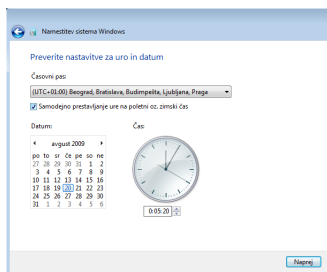 Namestitev sistema Windows
Preverite nastavitve za uro in datum
Časovni pas:
(UTC+01:00) Beograd, Bratislava, Budimpešta, Ljubljana, Praga
Samodejno prestavljanje ure na poletni oz. zimski čas
Datum: Čas:
avgust 2009
po to sr če pe so ne
27 28 29 30 31 1 2
3 4 5 6 7 8 9
10 11 12 13 14 15 16
17 18 19 20 21 22 23
24 25 26 27 28 29 30
31 1 2 3 4 5 6
0:05:20
Naprej